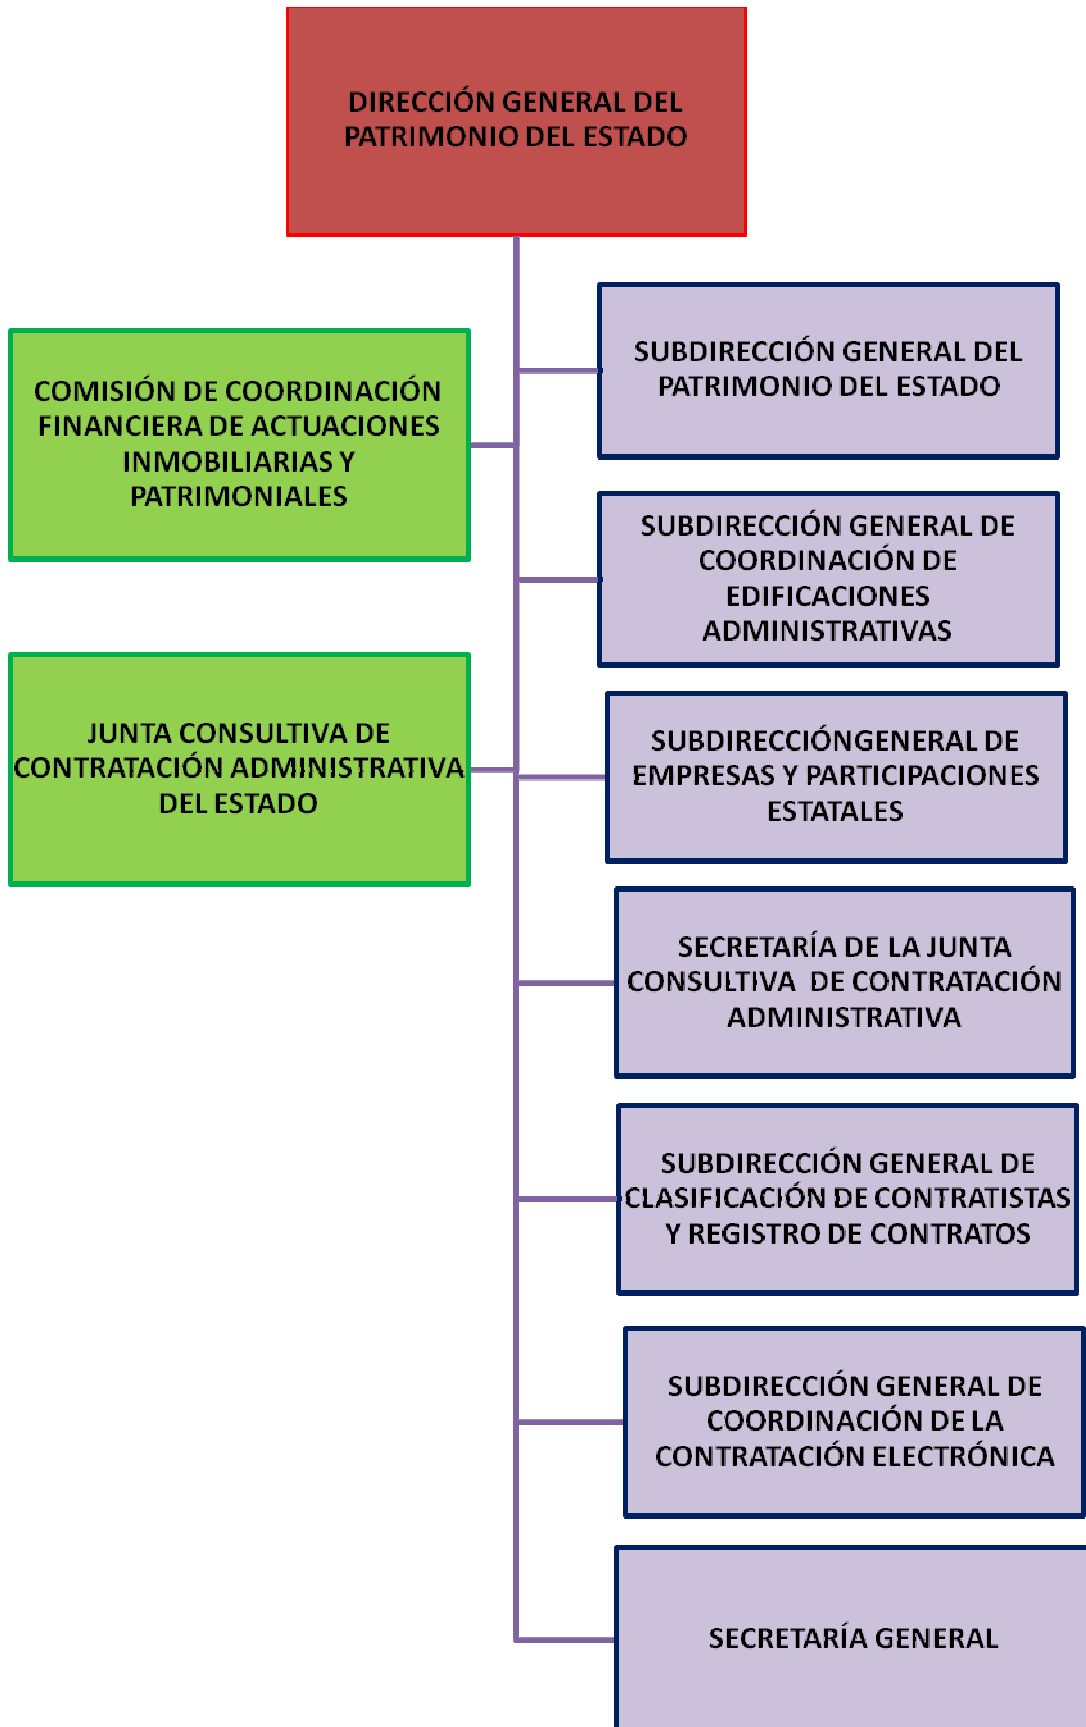 DIRECCIÓN GENERAL DEL
PATRIMONIO DEL ESTADO
COMISIÓN DE COORDINACIÓN
FINANCIERA DE ACTUACIONES
INMOBILIARIAS Y
PATRIMONIALES
JUNTA CONSULTIVA DE
CONTRATACIÓN ADMINISTRATIVA
DEL ESTADO
SUBDIRECCIÓN GENERAL DEL
PATRIMONIO DEL ESTADO
SUBDIRECCIÓN GENERAL DE
COORDINACIÓN DE
EDIFICACIONES
ADMINISTRATIVAS
SUBDIRECCIÓNGENERAL DE
EMPRESAS Y PARTICIPACIONES
ESTATALES
SECRETARÍA DE LA JUNTA
CONSULTIVA DE CONTRATACIÓN
ADMINISTRATIVA
SUBDIRECCIÓN GENERAL DE
CLASIFICACIÓN DE CONTRATISTAS
Y REGISTRO DE CONTRATOS
SUBDIRECCIÓN GENERAL DE
COORDINACIÓN DE LA
CONTRATACIÓN ELECTRÓNICA
SECRETARÍA GENERAL